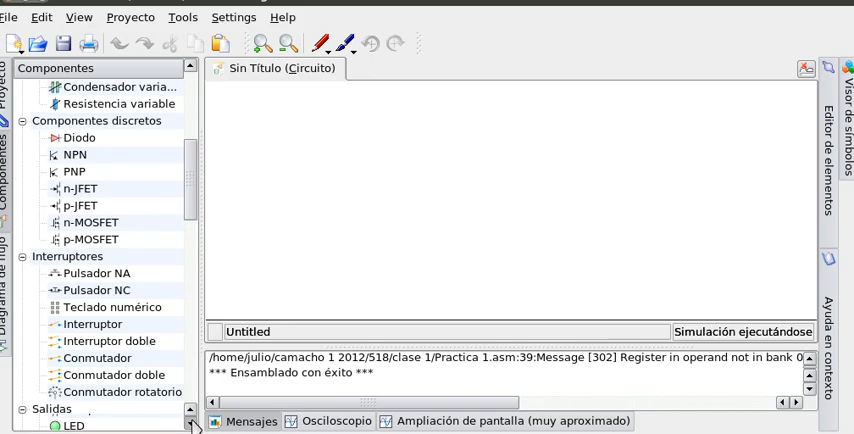 File Edit View Proyecto Tools Settings Help
Componentes
Condensador varia...
Resistencia variable
Componentes discretos
Diodo
NPN
PNP
n-JFET
p-JFET
n-MOSFET
p-MOSFET
Interruptores
Pulsador NA
Pulsador NC
Teclado numérico
Interruptor
Interruptor doble
Conmutador
Conmutador doble
Conmutador rotatorio
Salidas
LED
Proyecto
Componentes
Diagrama de flujo
Sin Título (Circuito)
Untitled
Simulación ejecutándose
/home/julio/camacho 1 2012/518/clase 1/Practica 1.asm:39:Message [302] Register in operand not in bank 0
*** Ensamblado con éxito ***
Mensajes Osciloscopio Ampliación de pantalla (muy aproximado)
Editor de elementos
Ayuda en contexto
Visor de símbolos